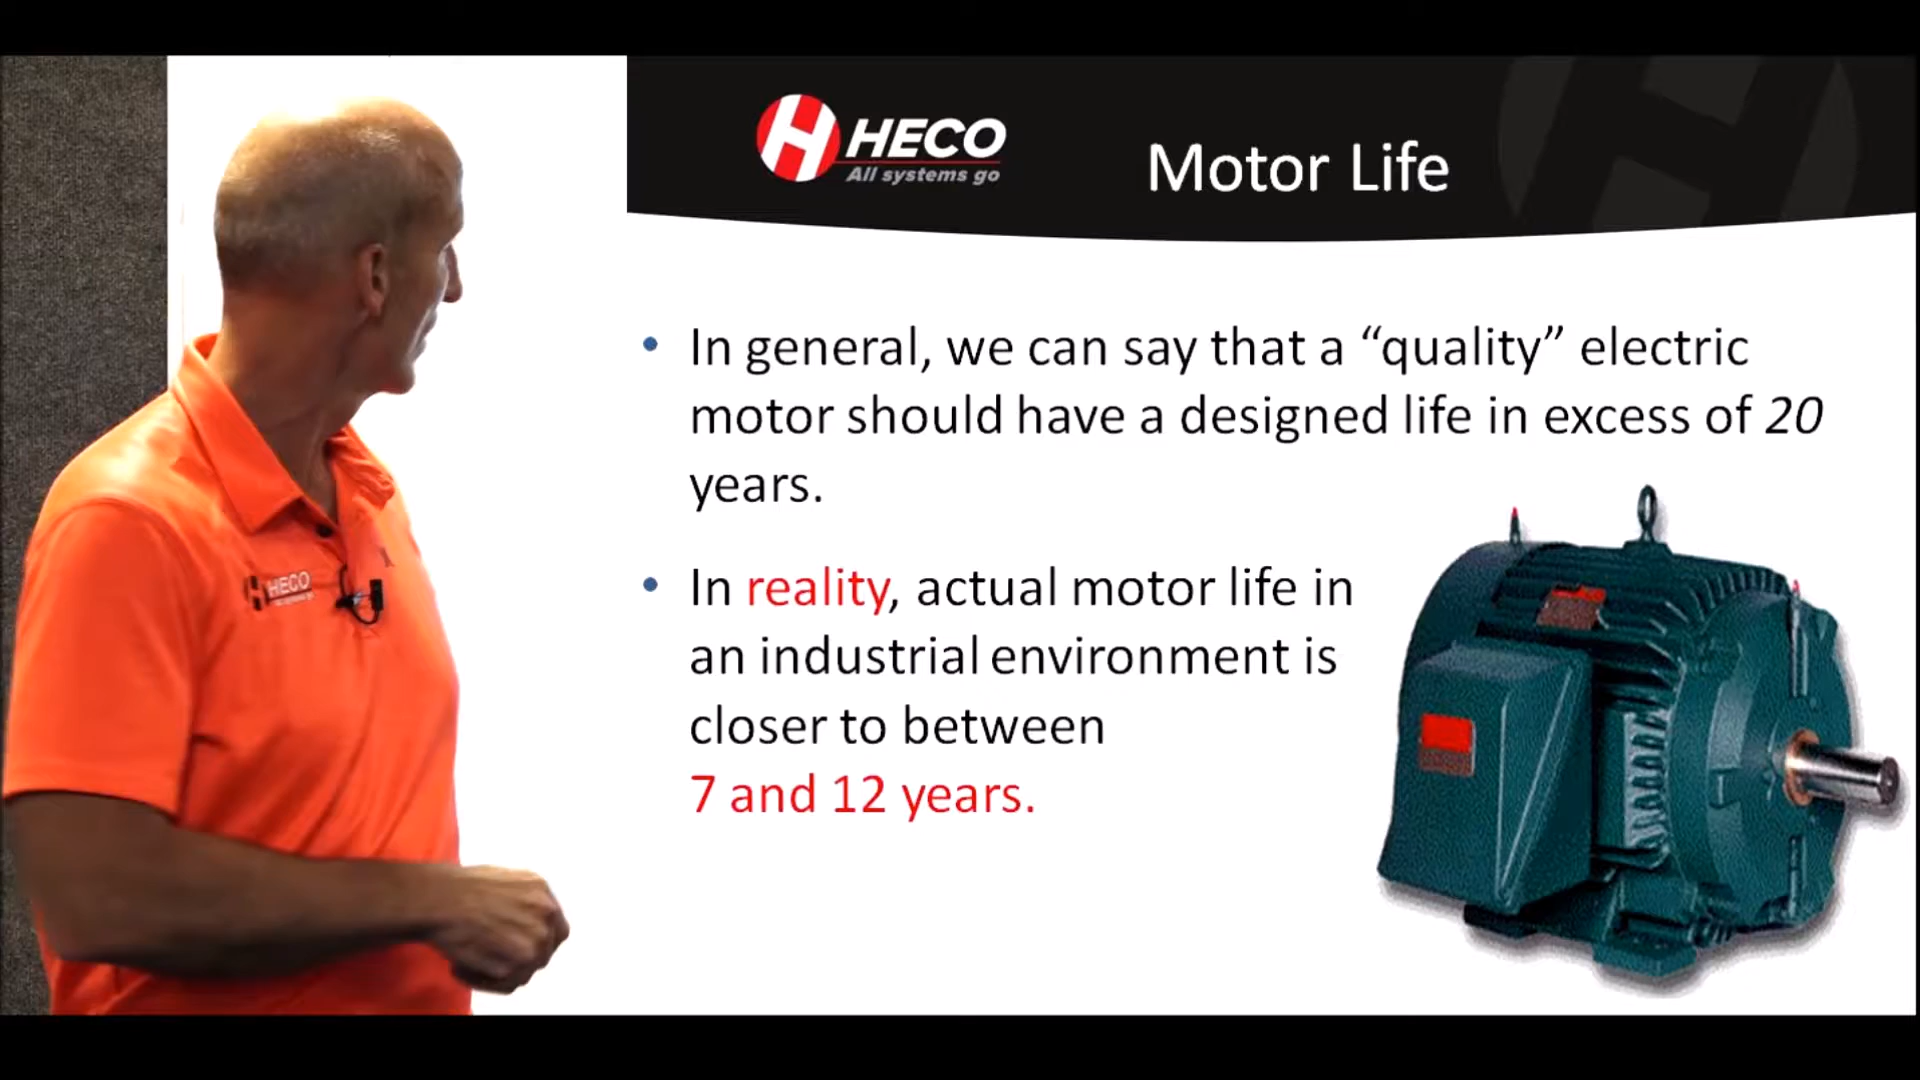 HECO
All systems go
Motor Life
• In general, we can say that a “quality” electric
motor should have a designed life in excess of 20
years.
• In reality, actual motor life in
an industrial environment is
closer to between
7 and 12 years.
HECO